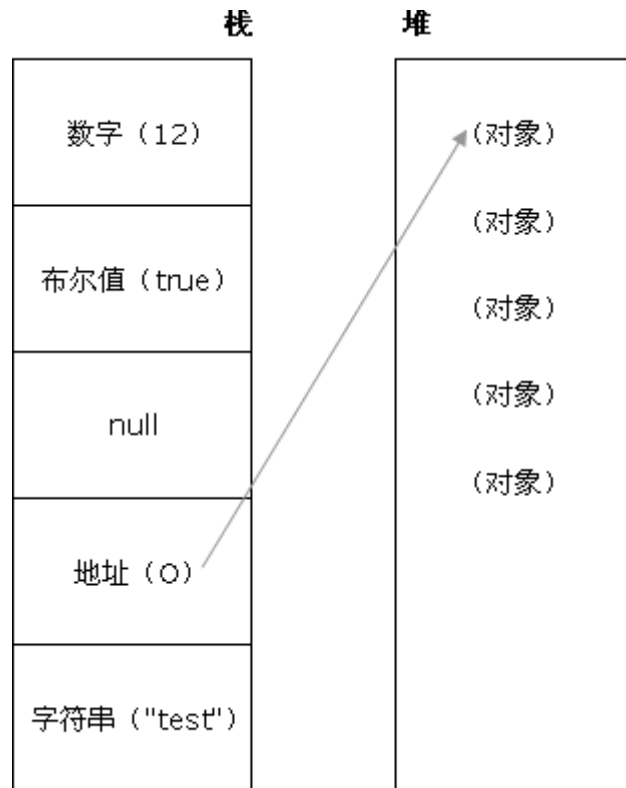 栈
堆
数字（12）
布尔值（true）
null
地址（O）
字符串（"test"）
（对象）
（对象）
（对象）
（对象）
（对象）